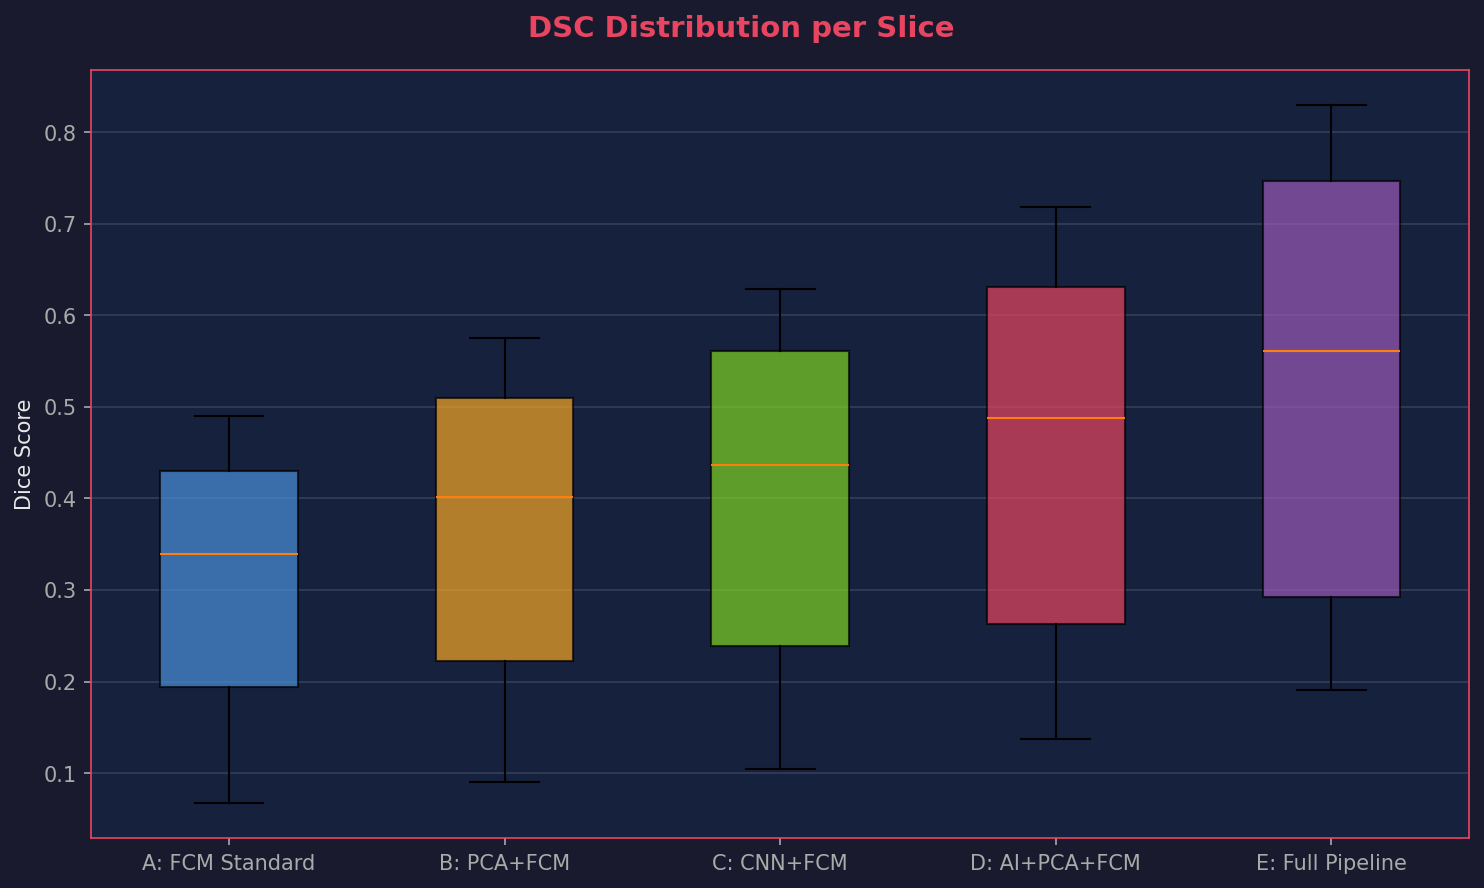 DSC Distribution per Slice
Dice Score
0.8
0.7
0.6
0.5
0.4
0.3
0.2
0.1
A: FCM Standard
B: PCA+FCM
C: CNN+FCM
D: AI+PCA+FCM
E: Full Pipeline